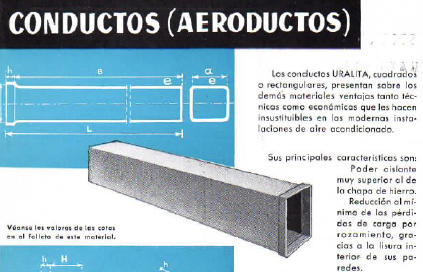 CONDUCTOS (AERODUCTOS)
h
B
e
a
e
L
Los conductos URALITA, cuadrados
o rectangulares, presentan sobre los
demás materiales ventajas tanto téc-
nicas como económicas que les hacen
insustituibles en las modernas insta-
laciones de aire acondicionado.
Sus principales características son:
Poder aislante
muy superior al de
la chapa de hierro.
Reducción al mí-
nimo de las pérdi-
das de carga por
rozamiento, gra-
cias a la lisura in-
terior de sus pa-
redes.
Véanse los valores de las cotas
en el folleto de este material.
h
H
h